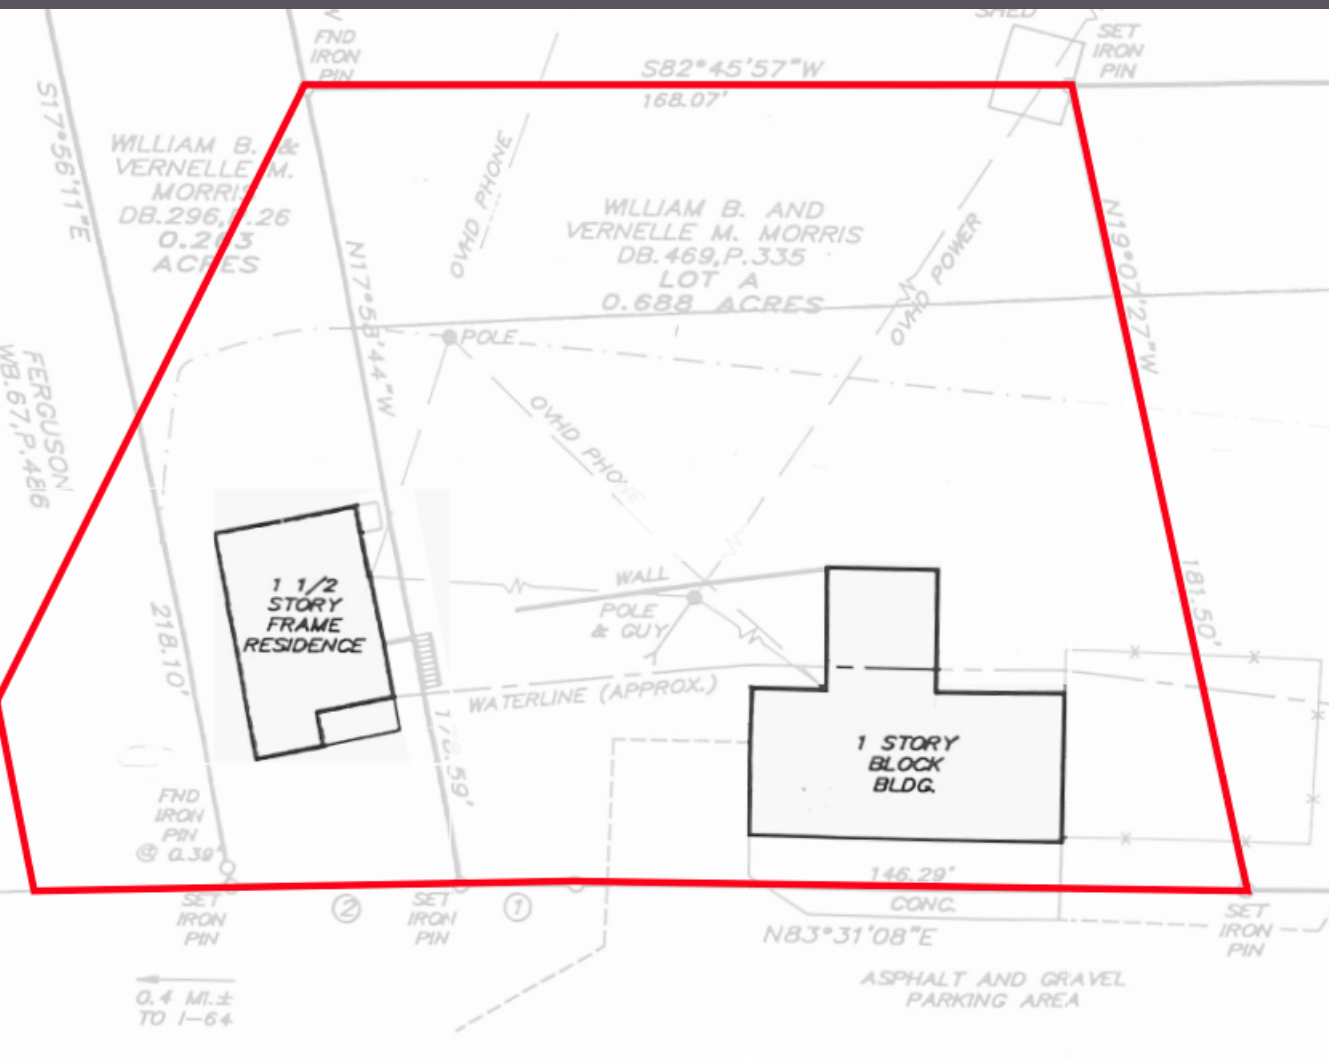 SHED
FND
IRON
PIN
SET
IRON
PIN
S82°45'57"W
168.07'
S17°56'11"E
WILLIAM B. &
VERNELLE M.
MORRIS
DB.296,P.26
0.263
ACRES
OVHD PHONE
WILLIAM B. AND
VERNELLE M. MORRIS
DB.469,P.335
LOT A
0.688 ACRES
OVHD POWER
N19°07'27"W
N17°58'44"W
POLE
FERGUSON
WB.67,P.486
OVHD PHONE
1 1/2
STORY
FRAME
RESIDENCE
WALL
POLE
& GUY
181.50'
218.10'
WATERLINE (APPROX.)
1 STORY
BLOCK
BLDG.
FND
IRON
PIN
@ 0.39'
146.29'
CONC.
SET
IRON
PIN
2
SET
IRON
PIN
1
N83°31'08"E
SET
IRON
PIN
ASPHALT AND GRAVEL
PARKING AREA
0.4 MI.±
TO I-64